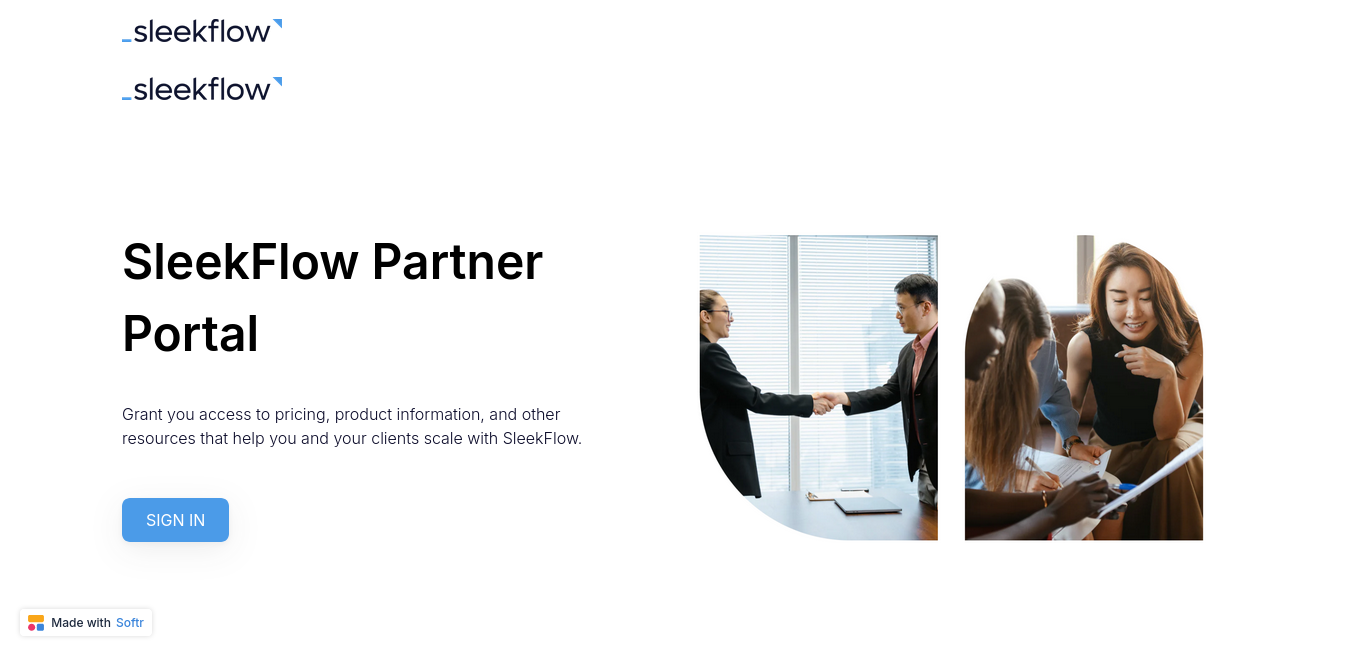 _sleekflow
_sleekflow
SleekFlow Partner
Portal
Grant you access to pricing, product information, and other
resources that help you and your clients scale with SleekFlow.
SIGN IN
Made with Softr